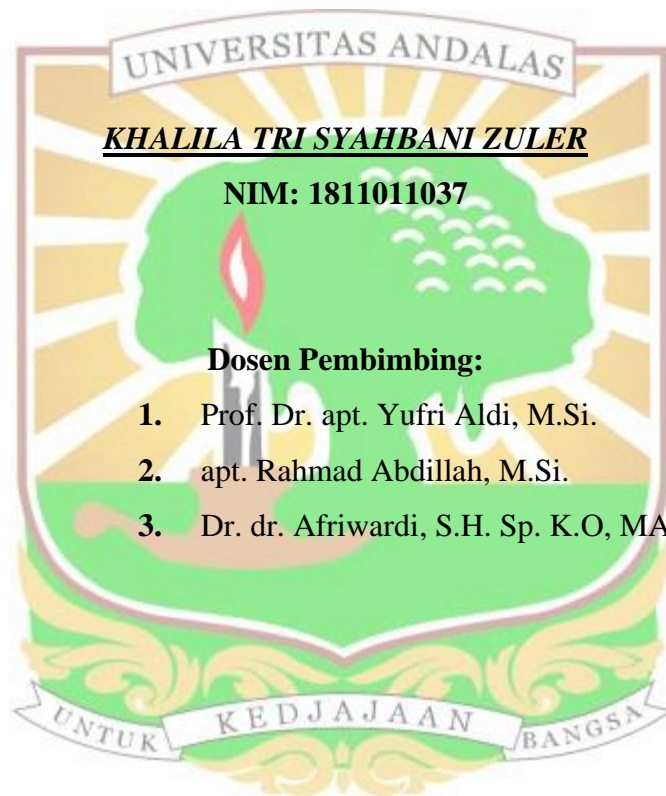 UNIVERSITAS ANDALAS
KHALILA TRI SYAHBANI ZULER
NIM: 1811011037
Dosen Pembimbing:
1. Prof. Dr. apt. Yufri Aldi, M.Si.
2. apt. Rahmad Abdillah, M.Si.
3. Dr. dr. Afriwardi, S.H. Sp. K.O, MA
UNTUK KEDJAJAAN BANGSA